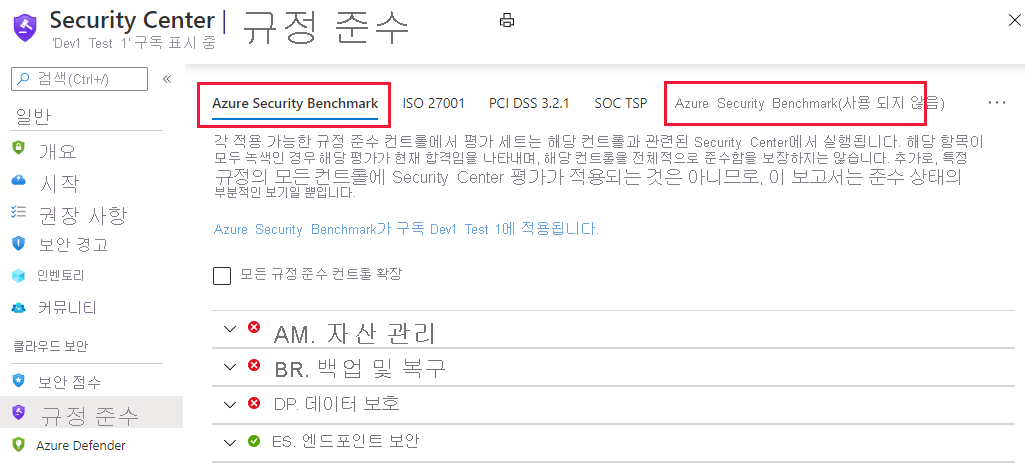 Security Center | 규정 준수
'Dev1 Test 1' 구독 표시 중
검색(Ctrl+/)
«
일반
개요
시작
권장 사항
보안 경고
인벤토리
커뮤니티
클라우드 보안
보안 점수
규정 준수
Azure Defender
Azure Security Benchmark
ISO 27001
PCI DSS 3.2.1
SOC TSP
Azure Security Benchmark(사용 되지 않음)
...
각 적용 가능한 규정 준수 컨트롤에서 평가 세트는 해당 컨트롤과 관련된 Security Center에서 실행됩니다. 해당 항목이
모두 녹색인 경우 해당 평가가 현재 합격임을 나타내며, 해당 컨트롤을 전체적으로 준수함을 보장하지는 않습니다. 추가로, 특정
규정의 모든 컨트롤에 Security Center 평가가 적용되는 것은 아니므로, 이 보고서는 준수 상태의
부분적인 보기일 뿐입니다.
Azure Security Benchmark가 구독 Dev1 Test 1에 적용됩니다.
모든 규정 준수 컨트롤 확장
AM. 자산 관리
BR. 백업 및 복구
DP. 데이터 보호
ES. 엔드포인트 보안